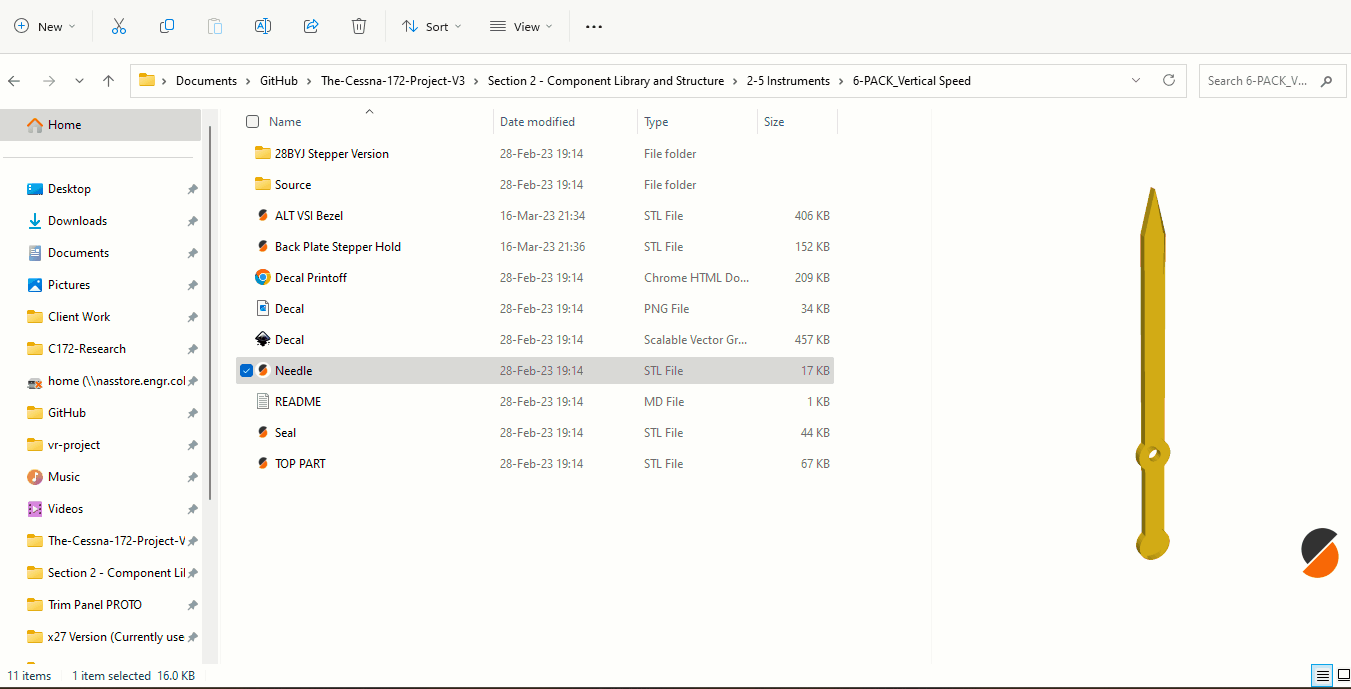 New
Sort
View
Documents > GitHub > The-Cessna-172-Project-V3 > Section 2 - Component Library and Structure > 2-5 Instruments > 6-PACK_Vertical Speed
Search 6-PACK_V...
Home
Desktop
Downloads
Documents
Pictures
Client Work
C172-Research
home (\\nasstore.engr.col
GitHub
vr-project
Music
Videos
The-Cessna-172-Project-V
Section 2 - Component Lil
Trim Panel PROTO
x27 Version (Currently use
Name Date modified Type Size
28BYJ Stepper Version 28-Feb-23 19:14 File folder
Source 28-Feb-23 19:14 File folder
ALT VSI Bezel 16-Mar-23 21:34 STL File 406 KB
Back Plate Stepper Hold 16-Mar-23 21:36 STL File 152 KB
Decal Printoff 28-Feb-23 19:14 Chrome HTML Do... 209 KB
Decal 28-Feb-23 19:14 PNG File 34 KB
Decal 28-Feb-23 19:14 Scalable Vector Gr... 457 KB
Needle 28-Feb-23 19:14 STL File 17 KB
README 28-Feb-23 19:14 MD File 1 KB
Seal 28-Feb-23 19:14 STL File 44 KB
TOP PART 28-Feb-23 19:14 STL File 67 KB
11 items 1 item selected 16.0 KB